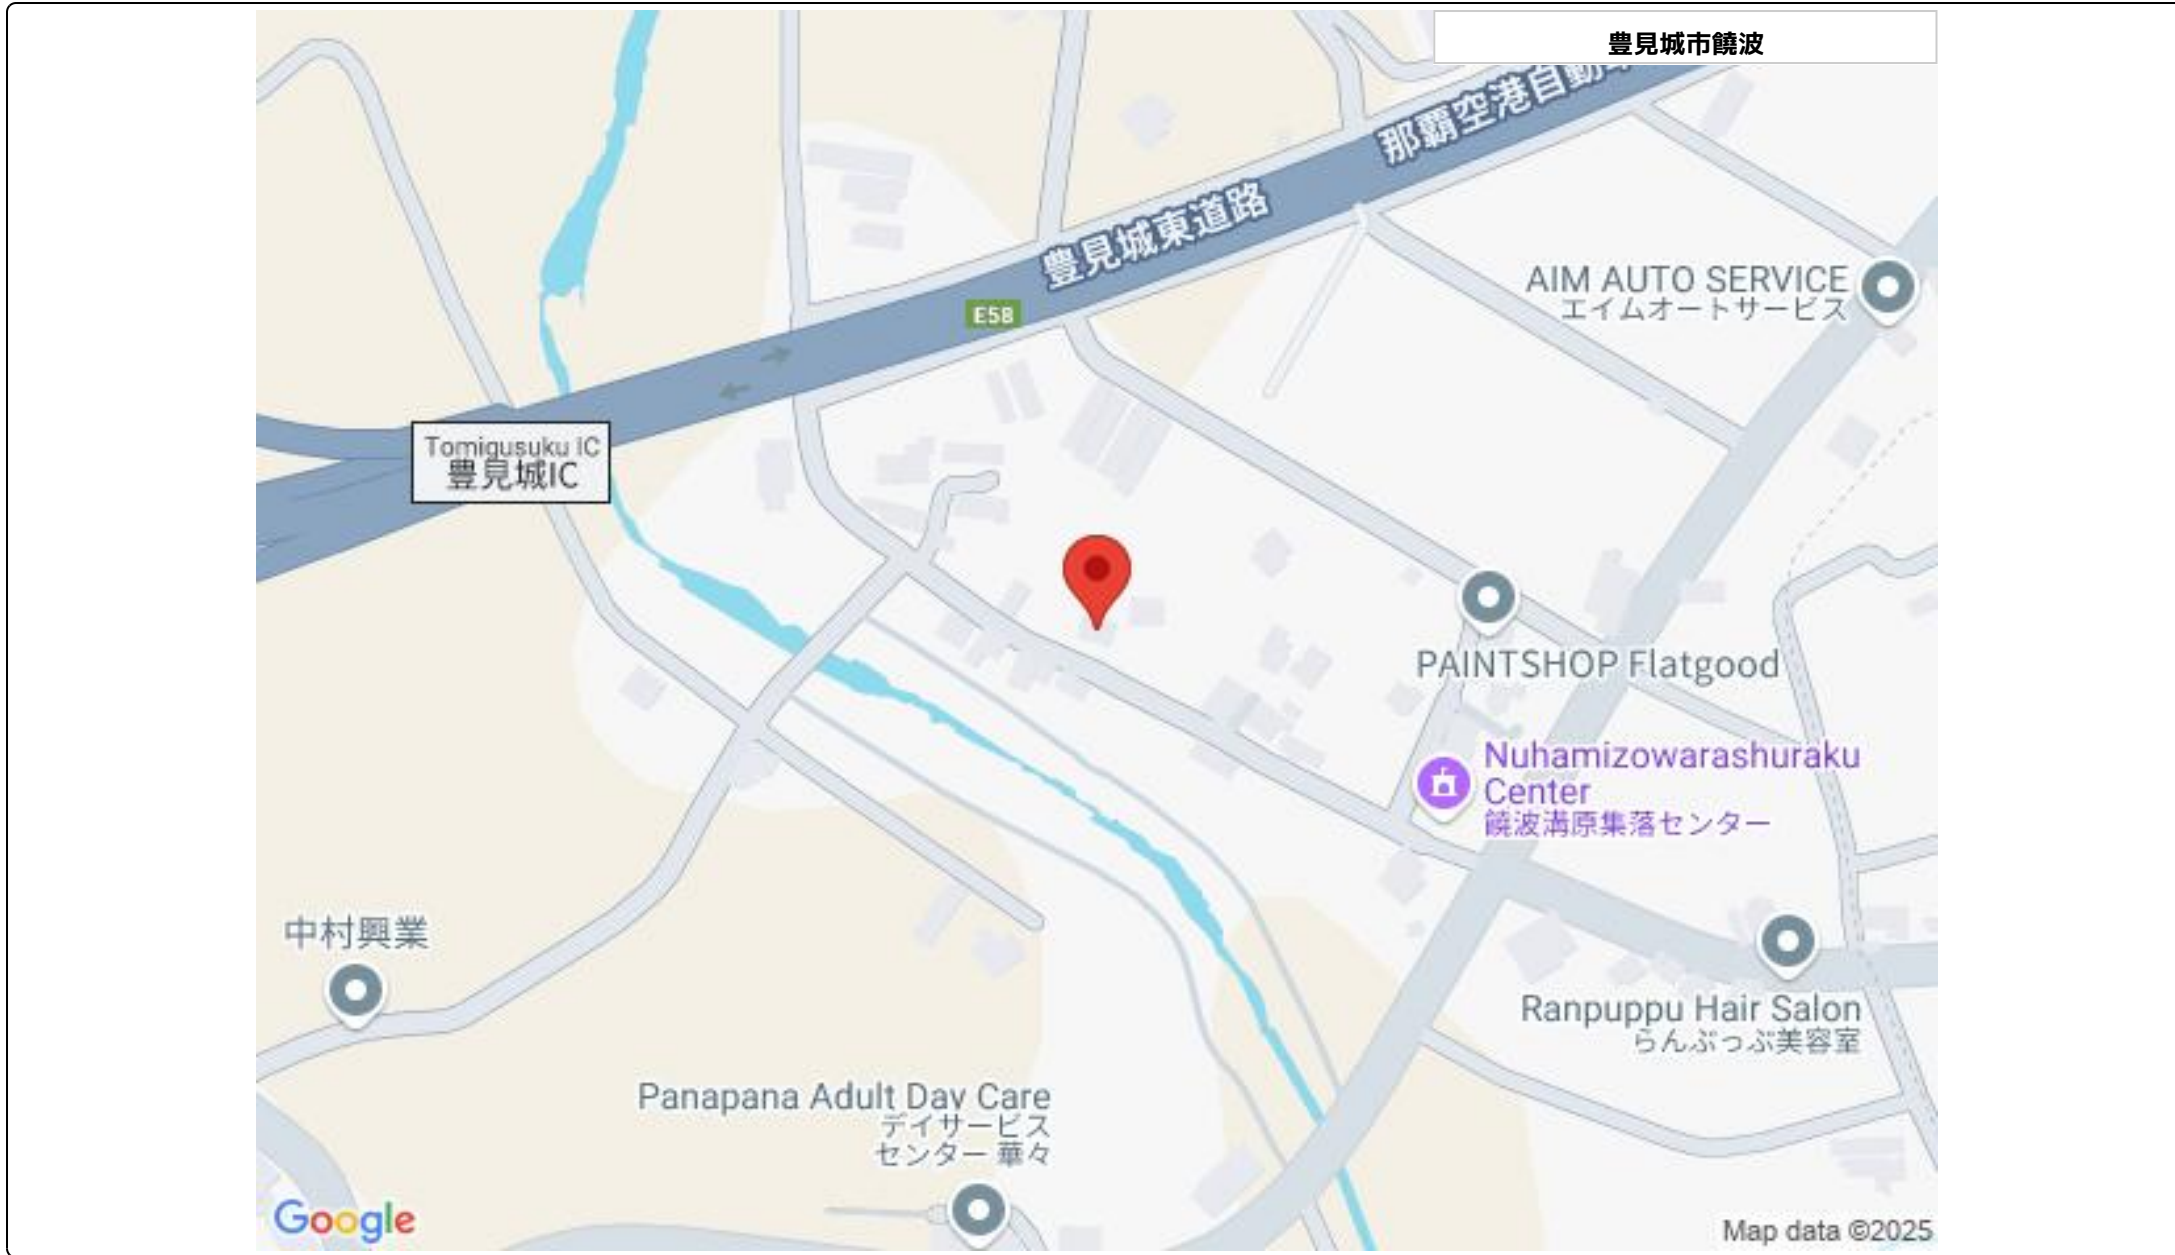 豊見城市饒波
那覇空港自動車
豊見城東道路
E58
AIM AUTO SERVICE
エイムオートサービス
Tomigusuku IC
豊見城IC
PAINTSHOP Flatgood
Nuhamizowarashuraku
Center
饒波溝原集落センター
中村興業
Ranpuppu Hair Salon
らんぷっぷ美容室
Panapana Adult Day Care
デイサービス
センター 華々
Google
Map data ©2025